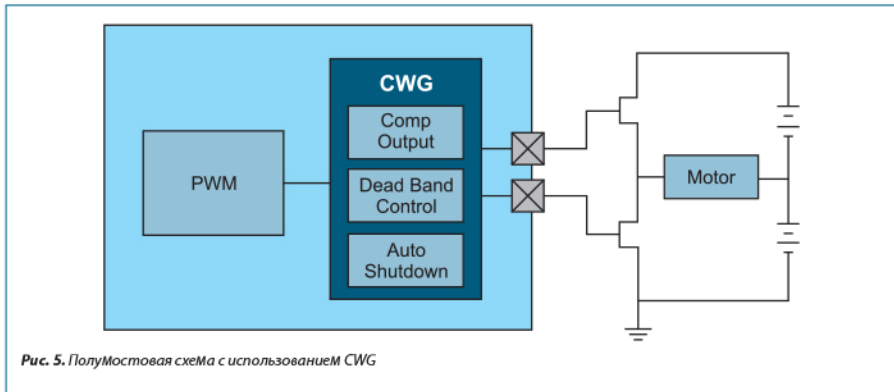 CWG
Comp
Output
PWM
Dead Band
Control
Auto
Shutdown
Motor
Рис. 5. Полумостовая схема с использованием CWG